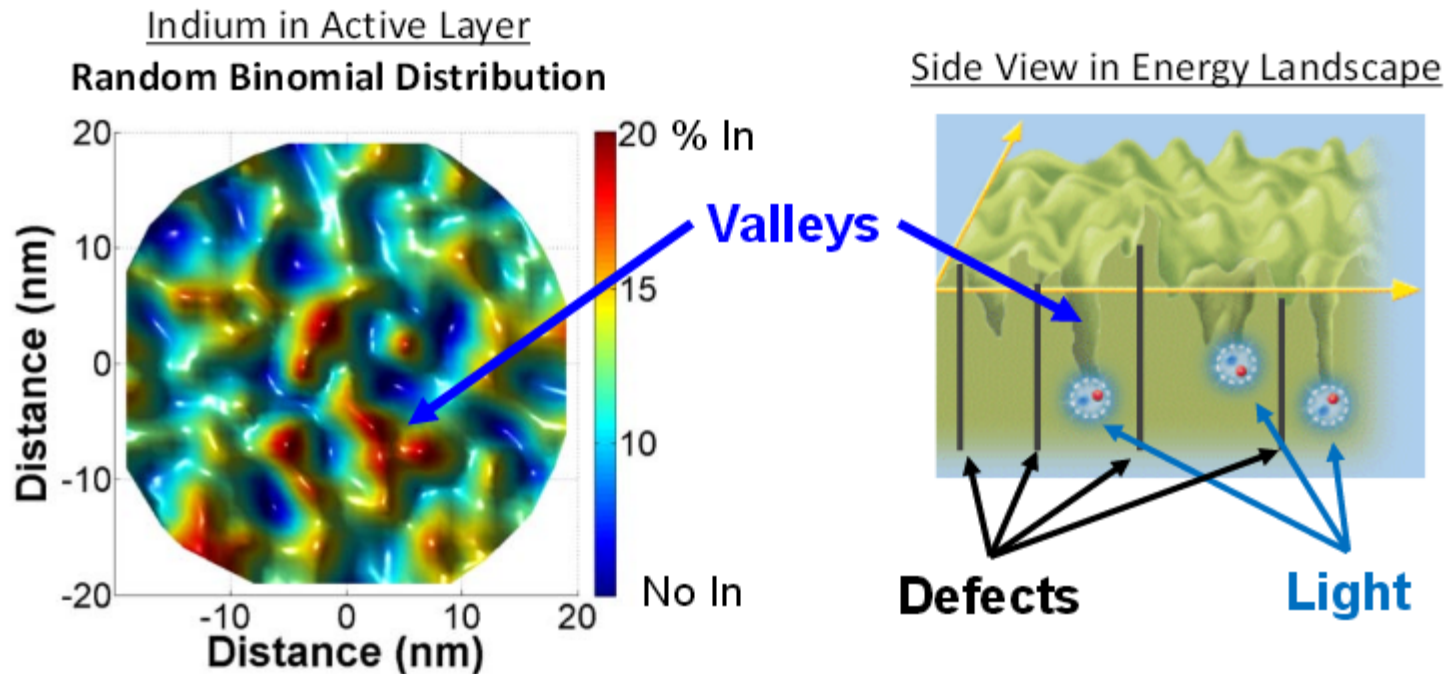 Indium in Active Layer
Random Binomial Distribution
Side View in Energy Landscape
20
10
0
-10
-20
Distance (nm)
-10
0
10
20
Distance (nm)
20 % In
15
10
No In
Valleys
Defects
Light